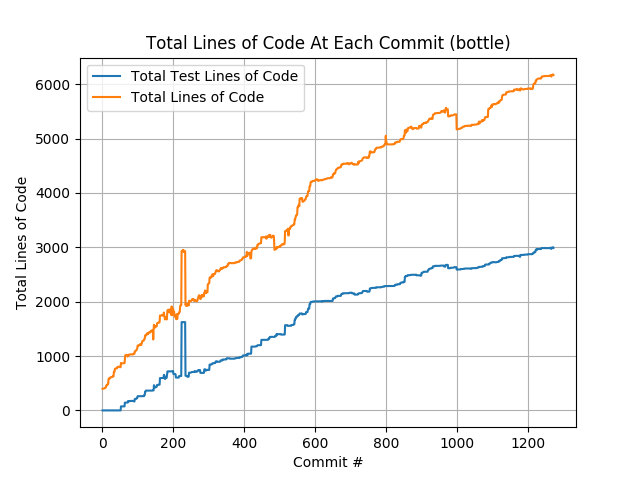 Total Lines of Code At Each Commit (bottle)
Total Test Lines of Code
Total Lines of Code
Total Lines of Code
6000
5000
4000
3000
2000
1000
0
0 200 400 600 800 1000 1200
Commit #